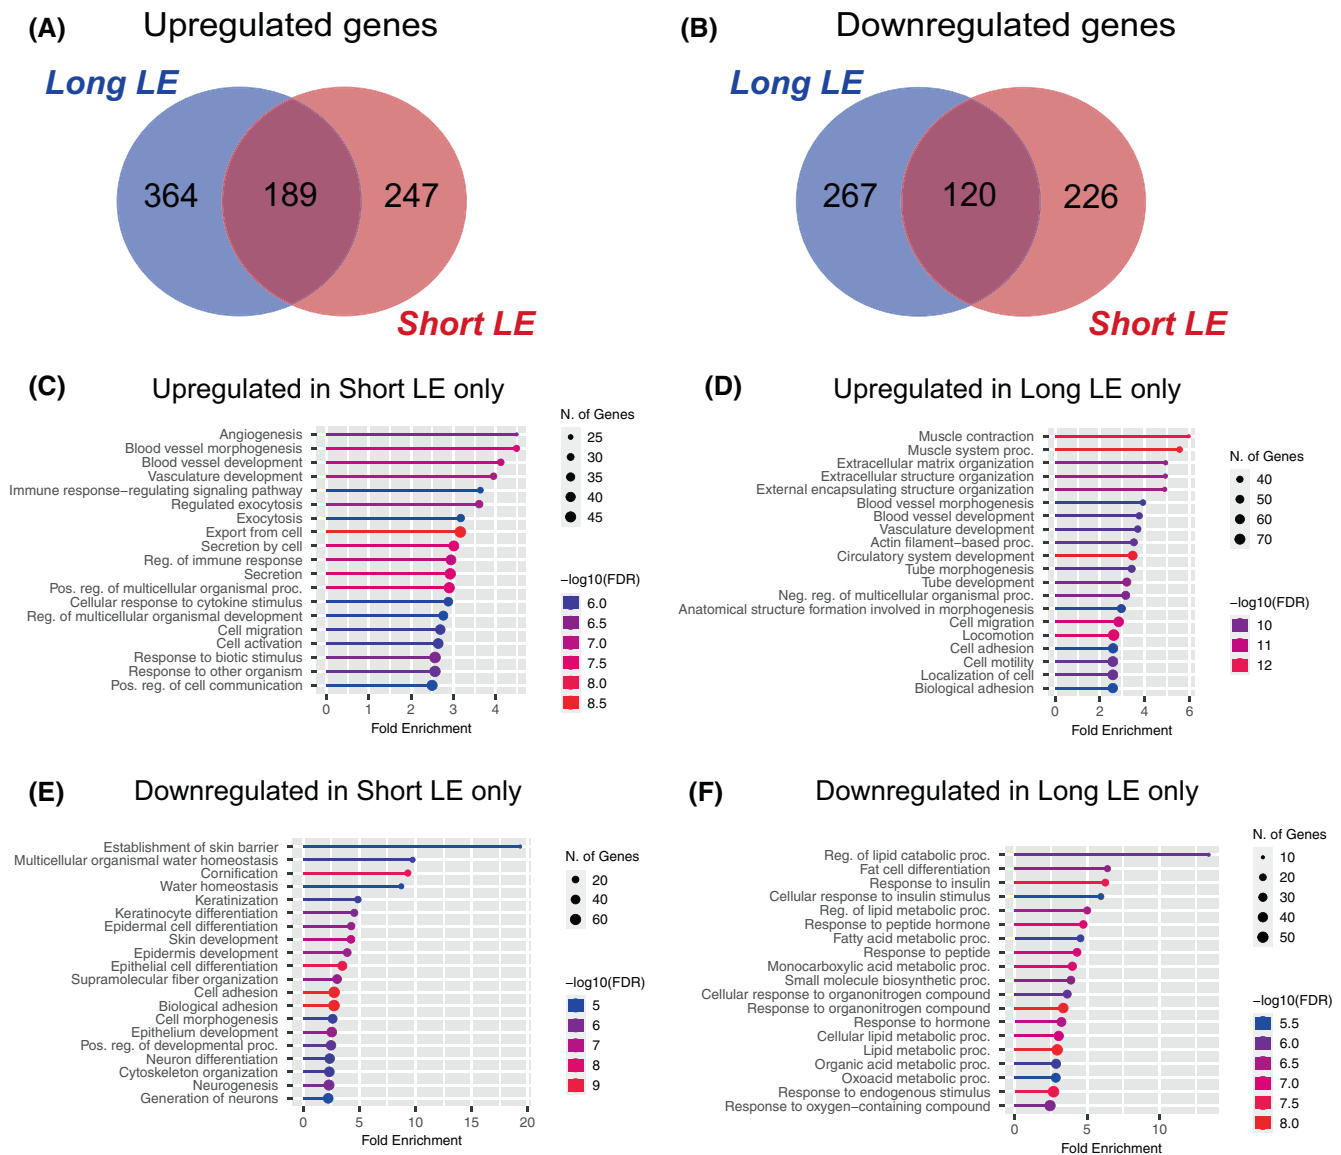 (A) Upregulated genes
Long LE
364 189 247
Short LE
(B) Downregulated genes
Long LE
267 120 226
Short LE
(C) Upregulated in Short LE only
Angiogenesis
Blood vessel morphogenesis
Blood vessel development
Vasculature development
Immune response−regulating signaling pathway
Regulated exocytosis
Exocytosis
Export from cell
Secretion by cell
Reg. of immune response
Secretion
Pos. reg. of multicellular organismal proc.
Cellular response to cytokine stimulus
Reg. of multicellular organismal development
Cell migration
Cell activation
Response to biotic stimulus
Response to other organism
Pos. reg. of cell communication
0 1 2 3 4
Fold Enrichment
N. of Genes
25
30
35
40
45
−log10(FDR)
6.0
6.5
7.0
7.5
8.0
8.5
(D) Upregulated in Long LE only
Muscle contraction
Muscle system proc.
Extracellular matrix organization
Extracellular structure organization
External encapsulating structure organization
Blood vessel morphogenesis
Blood vessel development
Vasculature development
Actin filament−based proc.
Circulatory system development
Tube morphogenesis
Tube development
Neg. reg. of multicellular organismal proc.
Anatomical structure formation involved in morphogenesis
Cell migration
Locomotion
Cell adhesion
Cell motility
Localization of cell
Biological adhesion
0 2 4 6
Fold Enrichment
N. of Genes
40
50
60
70
−log10(FDR)
10
11
12
(E) Downregulated in Short LE only
Establishment of skin barrier
Multicellular organismal water homeostasis
Cornification
Water homeostasis
Keratinization
Keratinocyte differentiation
Epidermal cell differentiation
Skin development
Epidermis development
Epithelial cell differentiation
Supramolecular fiber organization
Cell adhesion
Biological adhesion
Cell morphogenesis
Epithelium development
Pos. reg. of developmental proc.
Neuron differentiation
Cytoskeleton organization
Neurogenesis
Generation of neurons
0 5 10 15 20
Fold Enrichment
N. of Genes
20
40
60
−log10(FDR)
5
6
7
8
9
(F) Downregulated in Long LE only
Reg. of lipid catabolic proc.
Fat cell differentiation
Response to insulin
Cellular response to insulin stimulus
Reg. of lipid metabolic proc.
Response to peptide hormone
Fatty acid metabolic proc.
Response to peptide
Monocarboxylic acid metabolic proc.
Small molecule biosynthetic proc.
Cellular response to organonitrogen compound
Response to organonitrogen compound
Response to hormone
Cellular lipid metabolic proc.
Lipid metabolic proc.
Organic acid metabolic proc.
Oxoacid metabolic proc.
Response to endogenous stimulus
Response to oxygen−containing compound
0 5 10
Fold Enrichment
N. of Genes
10
20
30
40
50
−log10(FDR)
5.5
6.0
6.5
7.0
7.5
8.0